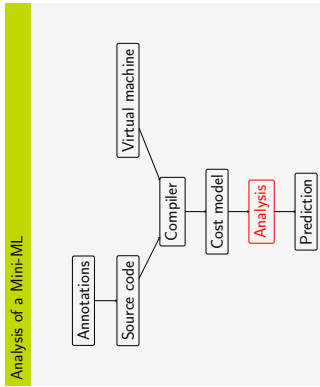 Analysis of a Mini-ML
Annotations
Source code
Virtual machine
Compiler
Cost model
Analysis
Prediction